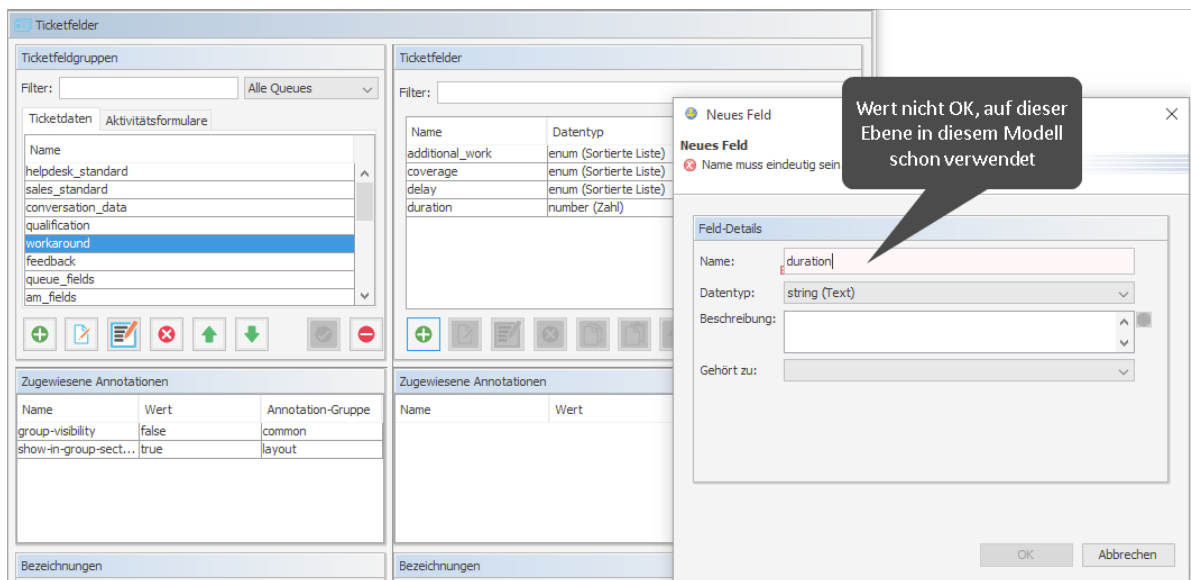 Ticketfelder
Ticketfeldgruppen
Filter:
Alle Queues
Ticketdaten Aktivitätsformulare
Name
helpdesk_standard
sales_standard
conversation_data
qualification
workaround
feedback
queue_fields
am_fields
Zugewiesene Annotationen
Name Wert Annotation-Gruppe
group-visibility false common
show-in-group-sect... true layout
Bezeichnungen
Ticketfelder
Filter:
Name Datentyp
additional_work enum (Sortierte Liste)
coverage enum (Sortierte Liste)
delay enum (Sortierte Liste)
duration number (Zahl)
Zugewiesene Annotationen
Name Wert
Bezeichnungen
Neues Feld
Neues Feld
Name muss eindeutig sein
Wert nicht OK, auf dieser
Ebene in diesem Modell
schon verwendet
Feld-Details
Name: duration
Datentyp: string (Text)
Beschreibung:
Gehört zu:
OK Abbrechen